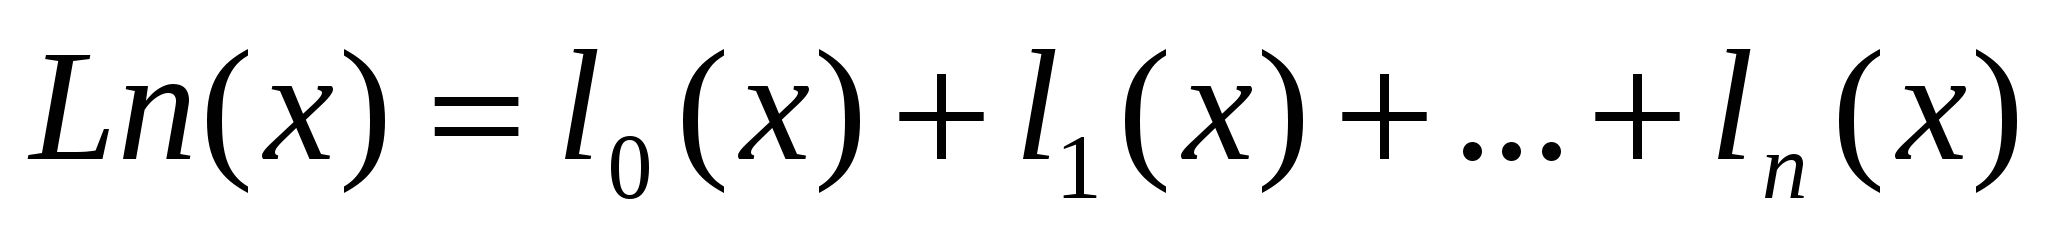 Ln(x) = l₀(x) + l₁(x) + ... + lₙ(x)